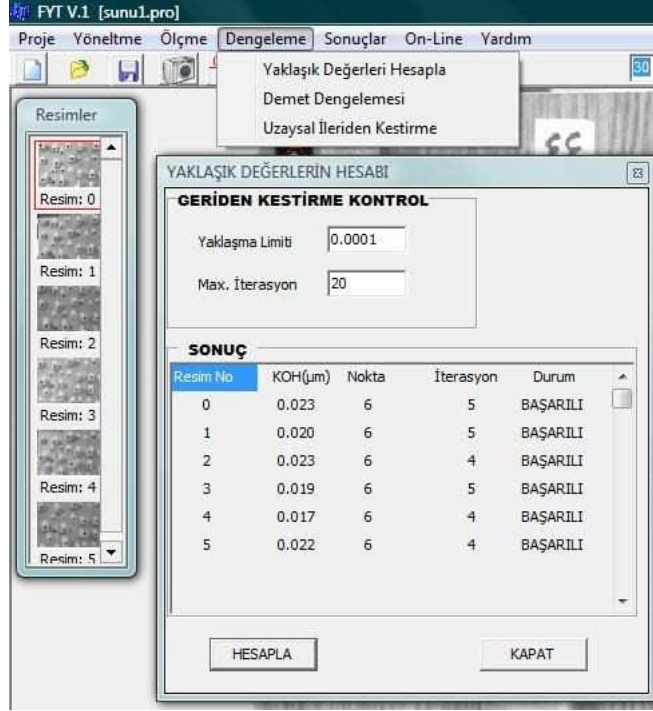 FYT V.1 [sunu1.pro]
Proje Yöneltme Ölçme Dengeleme Sonuçlar On-Line Yardım
Yaklaşık Değerleri Hesapla
Demet Dengelemesi
Uzaysal İleriden Kestirme
30
Resimler
Resim: 0
Resim: 1
Resim: 2
Resim: 3
Resim: 4
Resim: 5
YAKLAŞIK DEĞERLERİN HESABI
GERİDEN KESTİRME KONTROL
Yaklaşma Limiti 0.0001
Max. İterasyon 20
SONUÇ
Resim No KOH(µm) Nokta İterasyon Durum
0 0.023 6 5 BAŞARILI
1 0.020 6 5 BAŞARILI
2 0.023 6 4 BAŞARILI
3 0.019 6 5 BAŞARILI
4 0.017 6 4 BAŞARILI
5 0.022 6 4 BAŞARILI
HESAPLA KAPAT